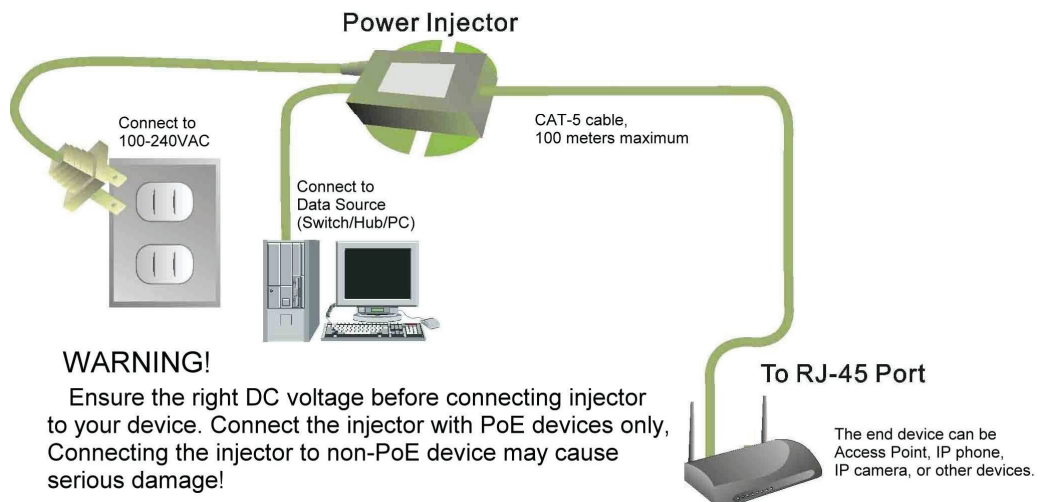 Power Injector
Connect to
100-240VAC
CAT-5 cable,
100 meters maximum
Connect to
Data Source
(Switch/Hub/PC)
WARNING!
Ensure the right DC voltage before connecting injector
to your device. Connect the injector with PoE devices only,
Connecting the injector to non-PoE device may cause
serious damage!
To RJ-45 Port
The end device can be
Access Point, IP phone,
IP camera, or other devices.